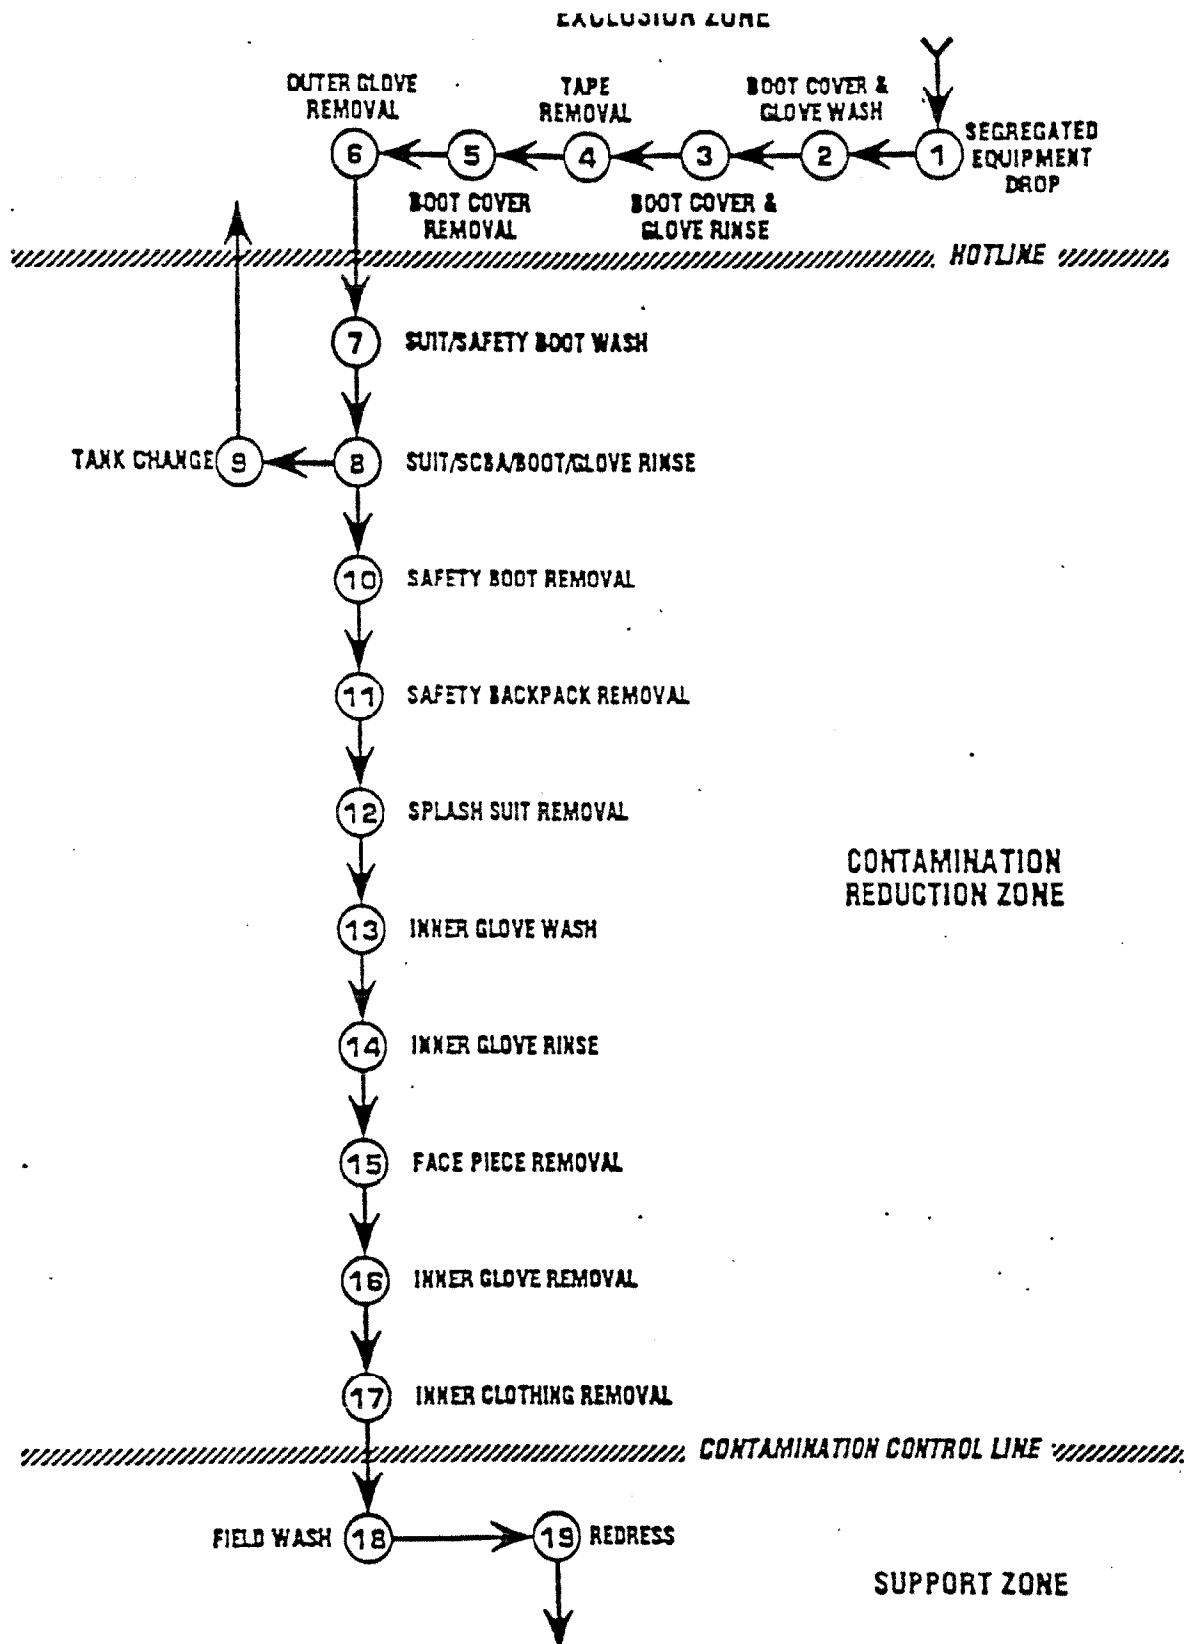 EXCLUSION ZONE
OUTER GLOVE
REMOVAL
TAPE
REMOVAL
BOOT COVER &
GLOVE WASH
6
5
4
3
2
1
SEGREGATED
EQUIPMENT
DROP
BOOT COVER
REMOVAL
BOOT COVER &
GLOVE RINSE
HOTLINE
7 SUIT/SAFETY BOOT WASH
TANK CHANGE 9
8 SUIT/SCBA/BOOT/GLOVE RINSE
10 SAFETY BOOT REMOVAL
11 SAFETY BACKPACK REMOVAL
12 SPLASH SUIT REMOVAL
CONTAMINATION
REDUCTION ZONE
13 INNER GLOVE WASH
14 INNER GLOVE RINSE
15 FACE PIECE REMOVAL
16 INNER GLOVE REMOVAL
17 INNER CLOTHING REMOVAL
CONTAMINATION CONTROL LINE
FIELD WASH 18
19 REDRESS
SUPPORT ZONE